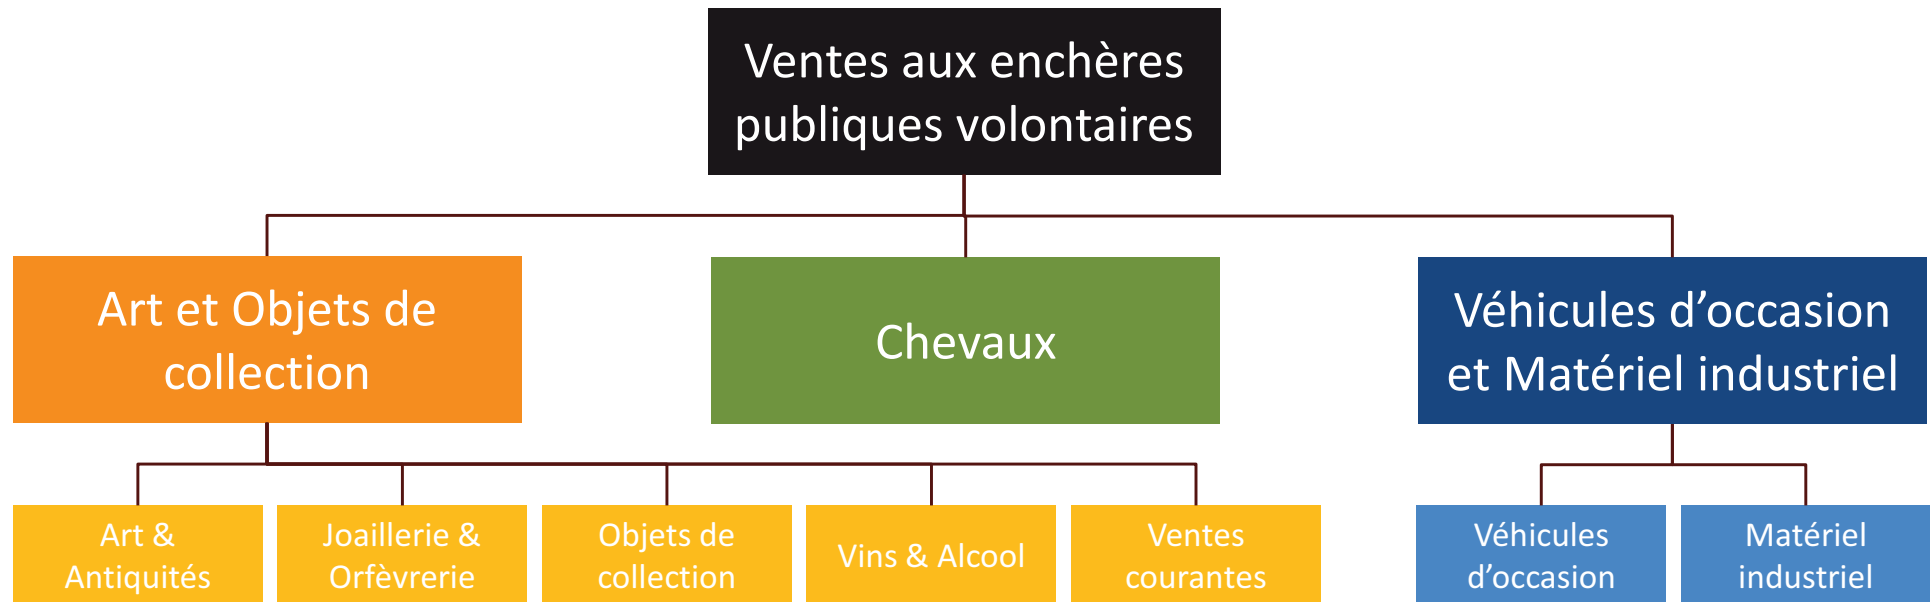 Ventes aux enchères
publiques volontaires
Art et Objets de
collection
Chevaux
Véhicules d’occasion
et Matériel industriel
Art &
Antiquités
Joaillerie &
Orfèvrerie
Objets de
collection
Vins & Alcool
Ventes
courantes
Véhicules
d’occasion
Matériel
industriel